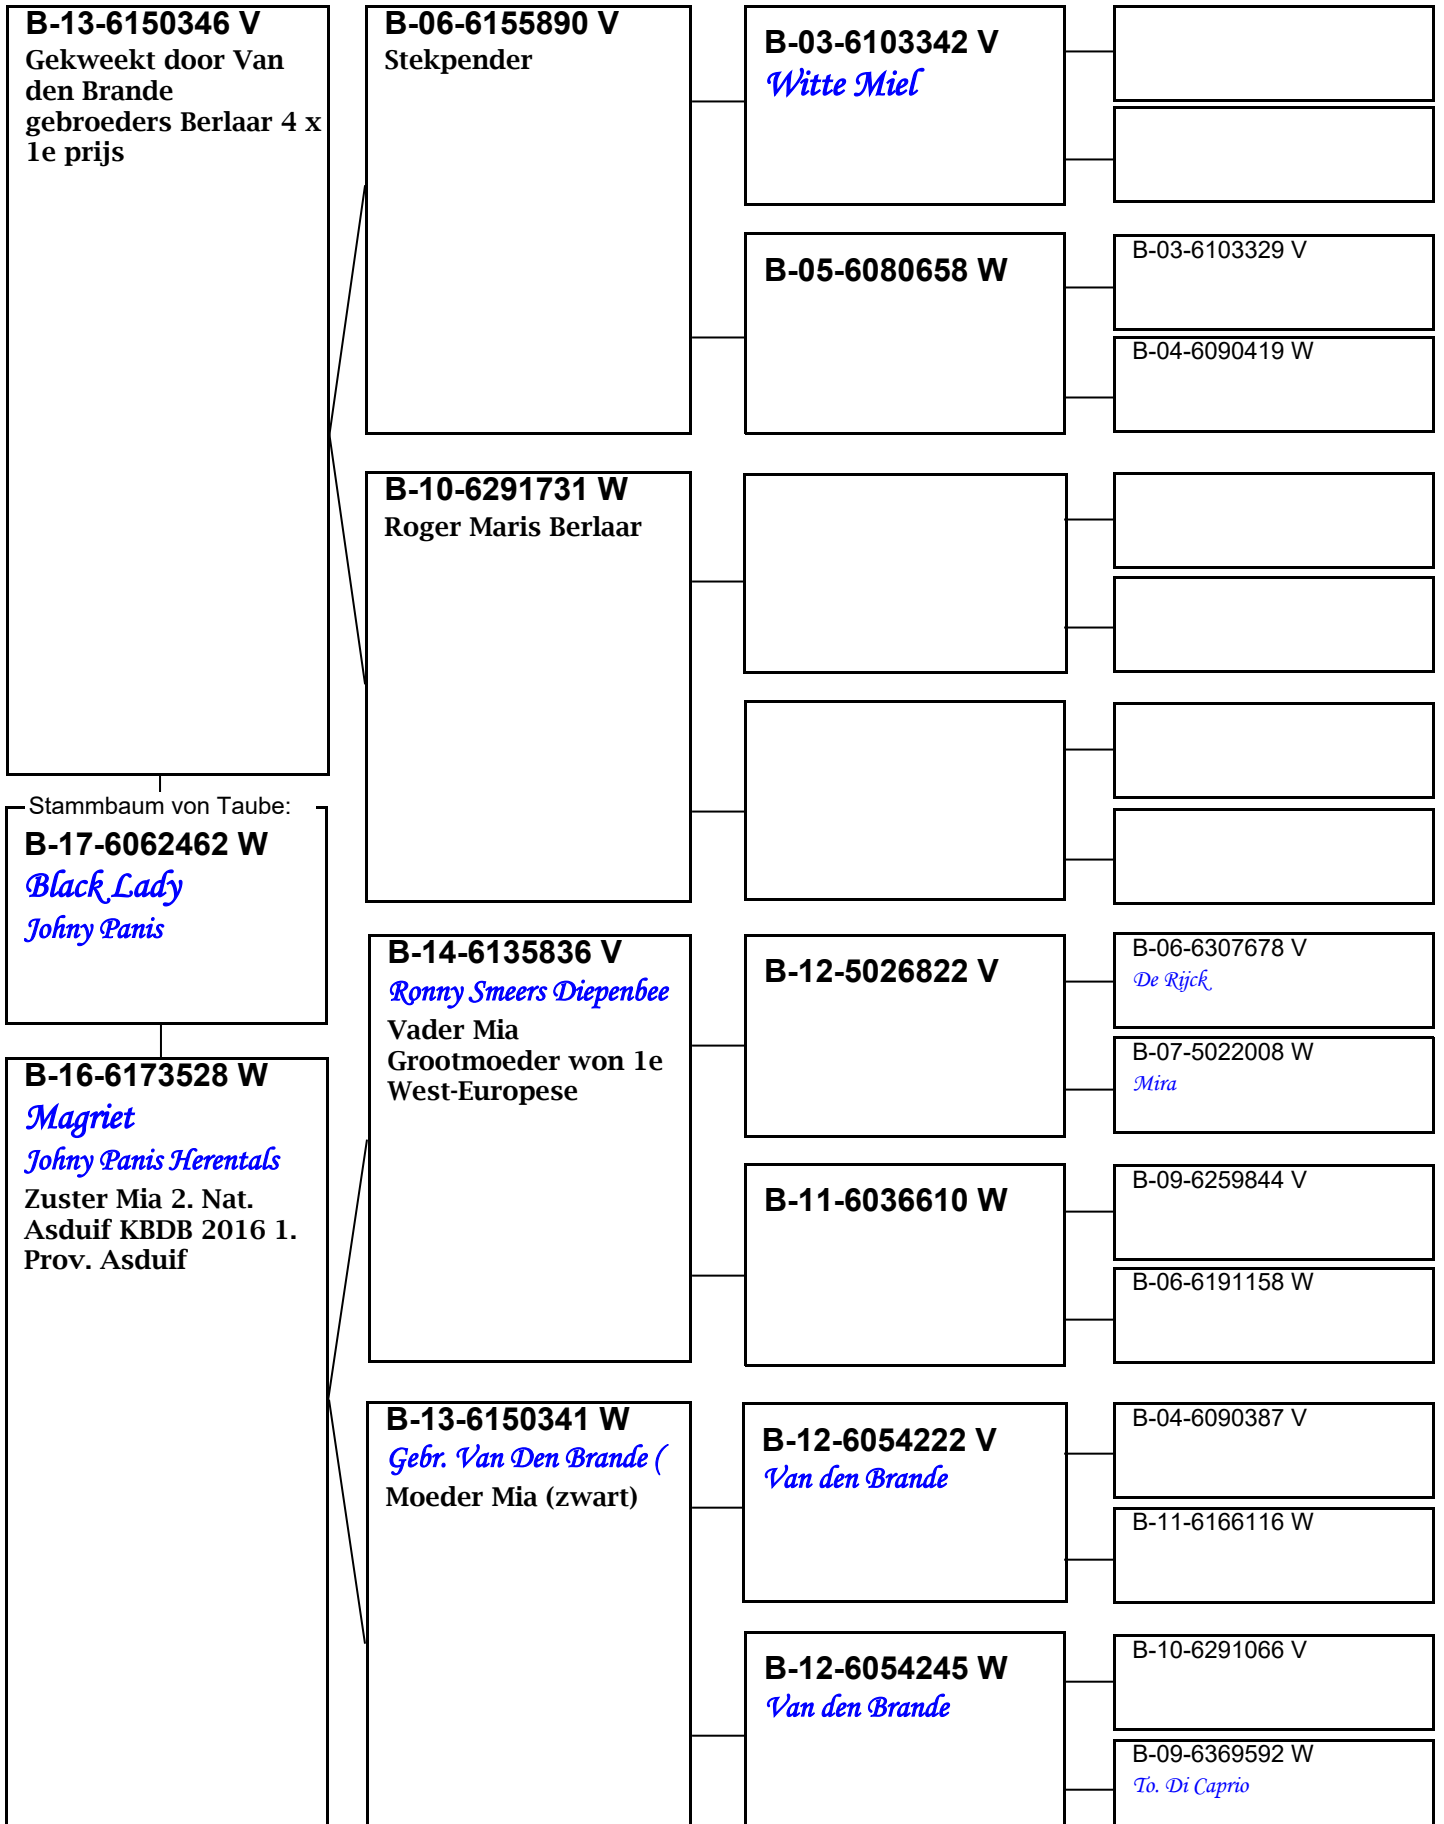 B-13-6150346 V
Gekweekt door Van
den Brande
gebroeders Berlaar 4 x
1e prijs
Stammbaum von Taube:
B-17-6062462 W
Black Lady
Johny Panis
B-16-6173528 W
Magriet
Johny Panis Herentals
Zuster Mia 2. Nat.
Asduif KBDB 2016 1.
Prov. Asduif
B-06-6155890 V
Stekpender
B-10-6291731 W
Roger Maris Berlaar
B-14-6135836 V
Ronny Smeers Diepenbee
Vader Mia
Grootmoeder won 1e
West-Europese
B-13-6150341 W
Gebr. Van Den Brande (
Moeder Mia (zwart)
B-03-6103342 V
Witte Miel
B-05-6080658 W
B-12-5026822 V
B-11-6036610 W
B-12-6054222 V
Van den Brande
B-12-6054245 W
Van den Brande
B-03-6103329 V
B-04-6090419 W
B-06-6307678 V
De Rijck
B-07-5022008 W
Mira
B-09-6259844 V
B-06-6191158 W
B-04-6090387 V
B-11-6166116 W
B-10-6291066 V
B-09-6369592 W
To. Di Caprio